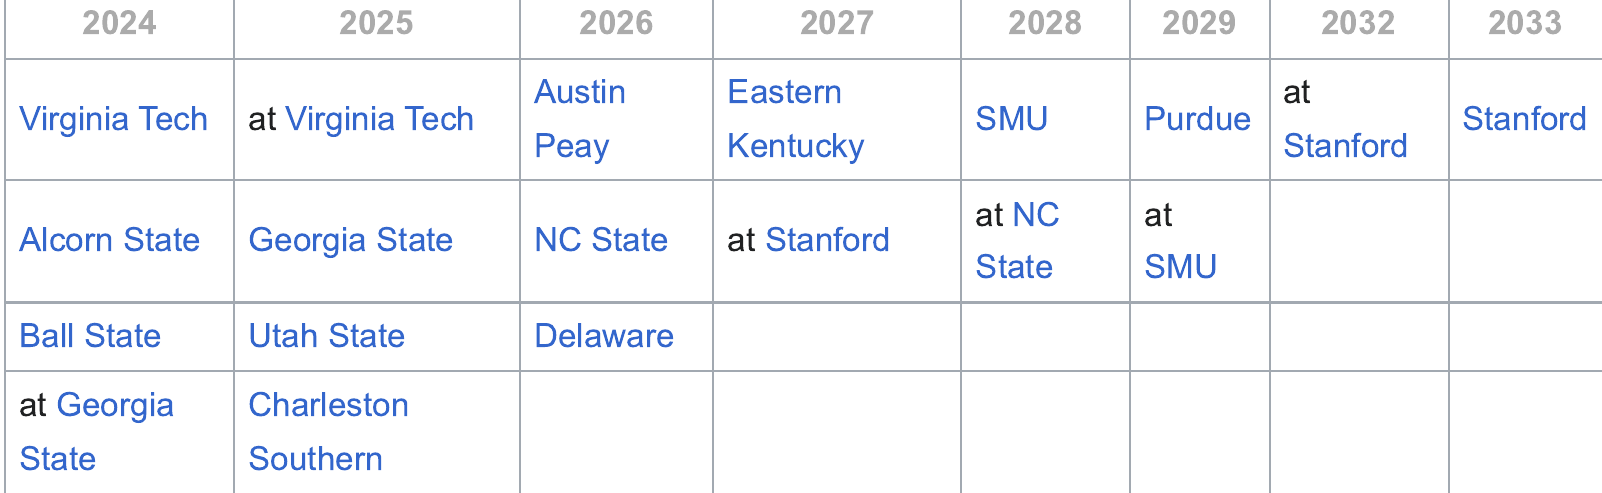 2024 2025 2026 2027 2028 2029 2032 2033
Virginia Tech
at Virginia Tech
Austin
Peay
Eastern
Kentucky
SMU
Purdue
at
Stanford
Stanford
Alcorn State
Georgia State
NC State
at Stanford
at NC
State
at
SMU
Ball State
Utah State
Delaware
at Georgia
State
Charleston
Southern